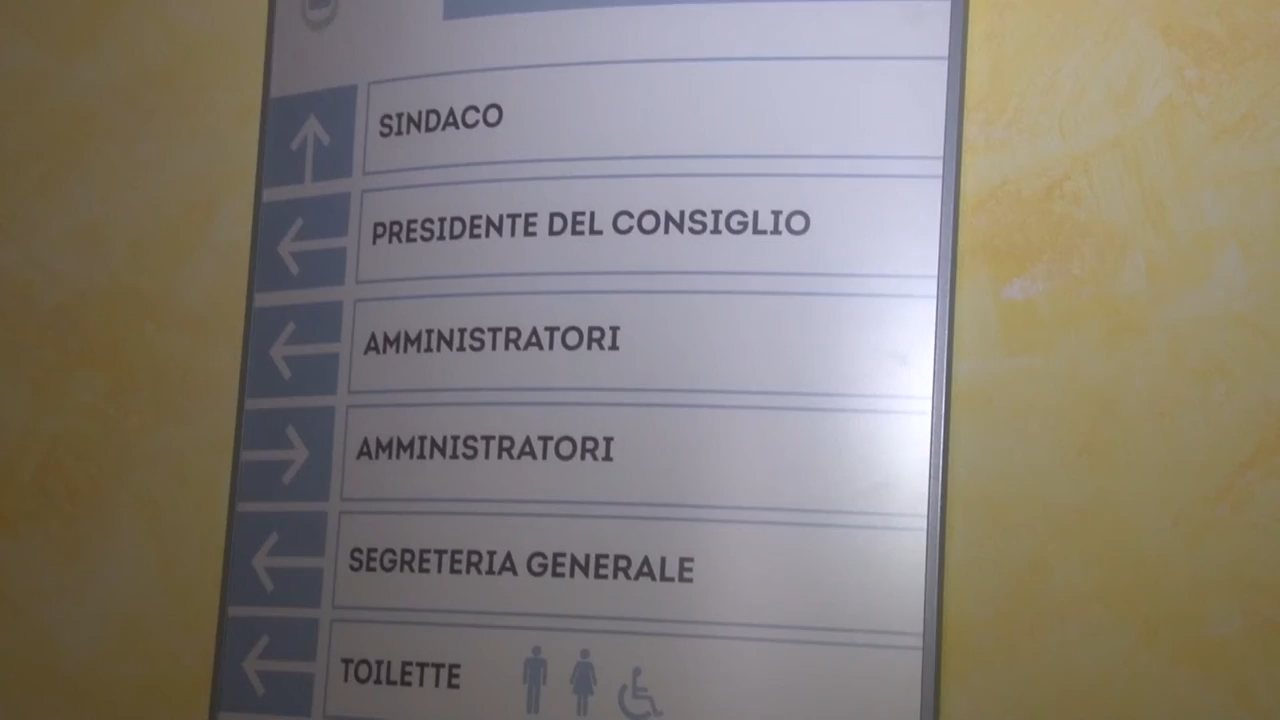 SINDACO
PRESIDENTE DEL CONSIGLIO
AMMINISTRATORI
AMMINISTRATORI
SEGRETERIA GENERALE
TOILETTE